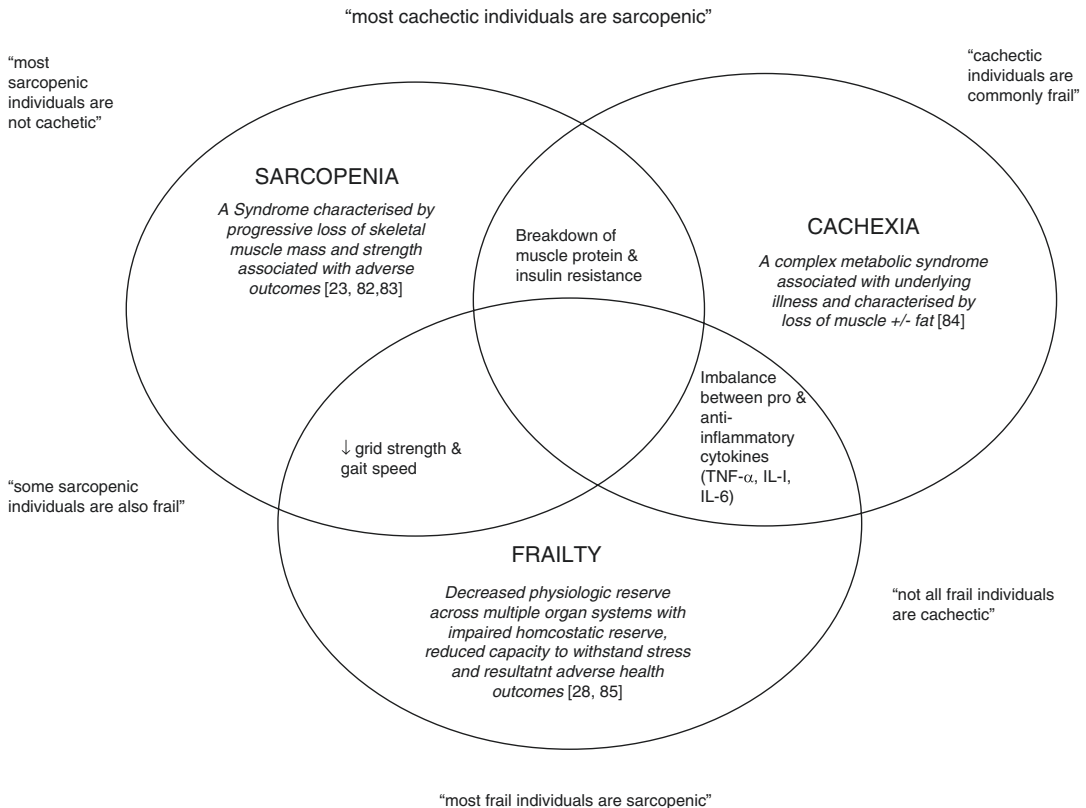 “most cachectic individuals are sarcopenic”
“most
sarcopenic
individuals are
not cachetic”
“cachectic
individuals are
commonly frail”
SARCOPENIA
A Syndrome characterised by
progressive loss of skeletal
muscle mass and strength
associated with adverse
outcomes [23, 82,83]
Breakdown of
muscle protein &
insulin resistance
CACHEXIA
A complex metabolic syndrome
associated with underlying
illness and characterised by
loss of muscle +/- fat [84]
Imbalance
between pro &
anti-
inflammatory
cytokines
(TNF-α, IL-I,
IL-6)
↓ grid strength &
gait speed
“some sarcopenic
individuals are also frail”
FRAILTY
Decreased physiologic reserve
across multiple organ systems with
impaired homcostatic reserve,
reduced capacity to withstand stress
and resultatnt adverse health
outcomes [28, 85]
“not all frail individuals
are cachectic”
“most frail individuals are sarcopenic”